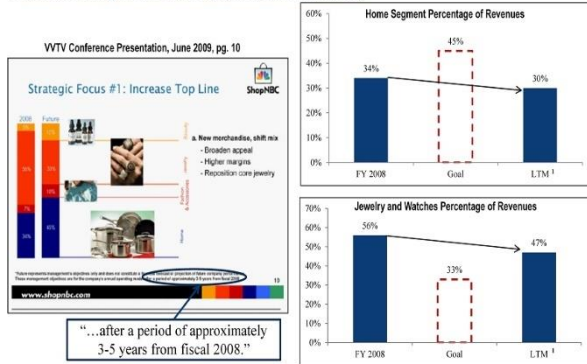 VVTV Conference Presentation, June 2009, pg. 10
Strategic Focus #1: Increase Top Line
ShopNBC
2008
Future
a. New merchandise, shift mix
- Broaden appeal
- Higher margins
- Reposition core jewelry
Home
www.shopnbc.com
"…after a period of approximately
3-5 years from fiscal 2008."
Home Segment Percentage of Revenues
60%
50%
40%
30%
20%
10%
0%
34%
45%
30%
FY 2008
Goal
LTM ¹
Jewelry and Watches Percentage of Revenues
70%
60%
50%
40%
30%
20%
10%
0%
56%
33%
47%
FY 2008
Goal
LTM ¹